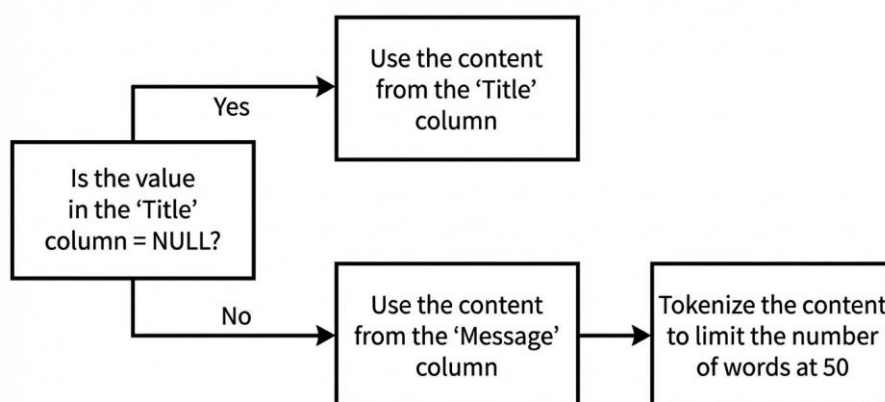 Use the content
from the ‘Title’
column
Yes
Is the value
in the ‘Title’
column = NULL?
No
Use the content
from the ‘Message’
column
Tokenize the content
to limit the number
of words at 50